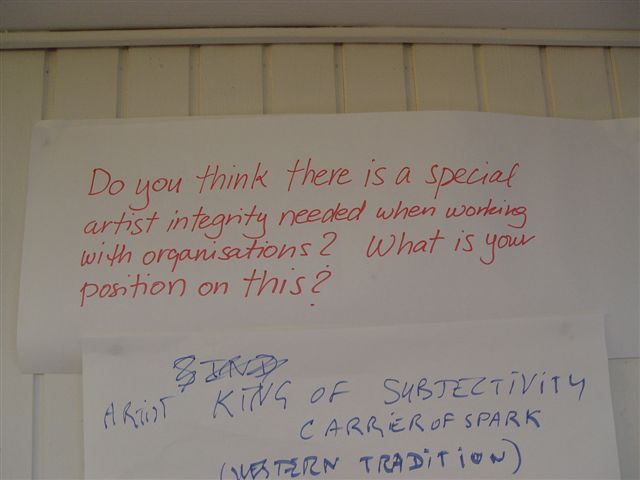 Do you think there is a special
artist integrity needed when working
with organisations? What is your
position on this?
ARTIST KING OF SUBJECTIVITY
CARRIER OF SPARK
(WESTERN TRADITION)